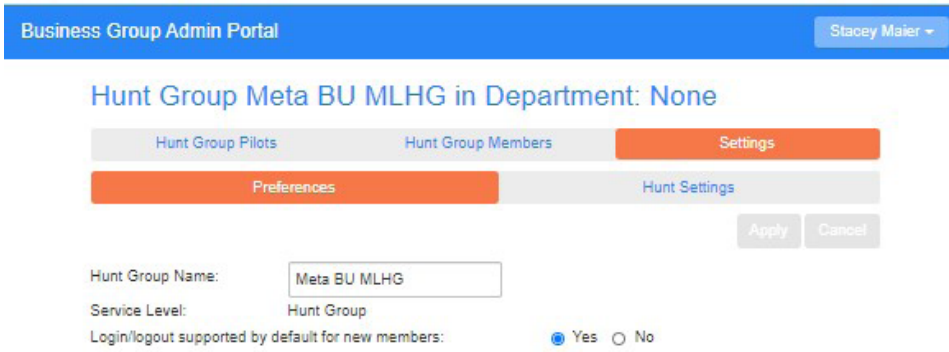 Business Group Admin Portal
Stacey Maier
Hunt Group Meta BU MLHG in Department: None
Hunt Group Pilots Hunt Group Members Settings
Preferences Hunt Settings
Apply Cancel
Hunt Group Name: Meta BU MLHG
Service Level: Hunt Group
Login/logout supported by default for new members: Yes No